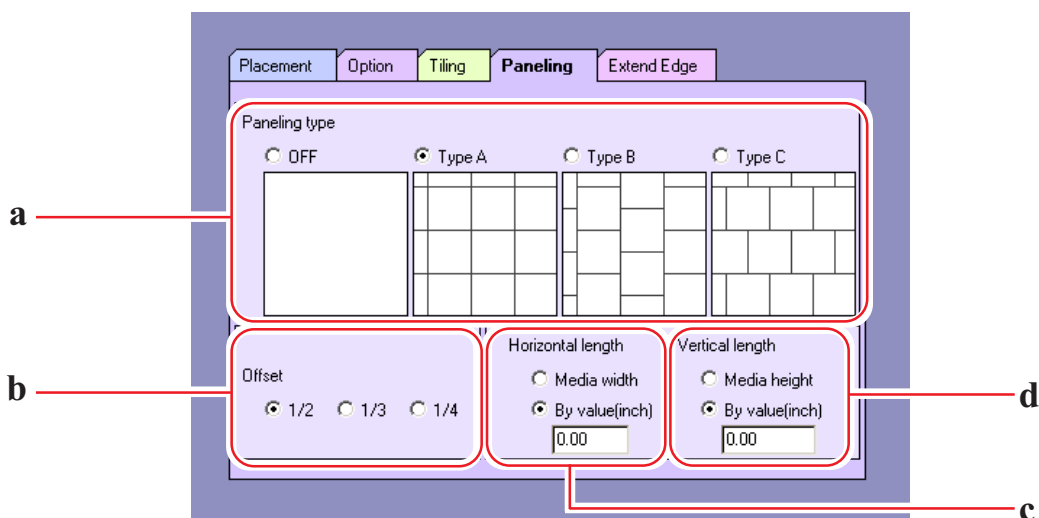 Placement Option Tiling Paneling Extend Edge
Paneling type
OFF Type A Type B Type C
a
Offset
1/2 1/3 1/4
b
Horizontal length
Media width
By value(inch)
0.00
Vertical length
Media height
By value(inch)
0.00
d
c